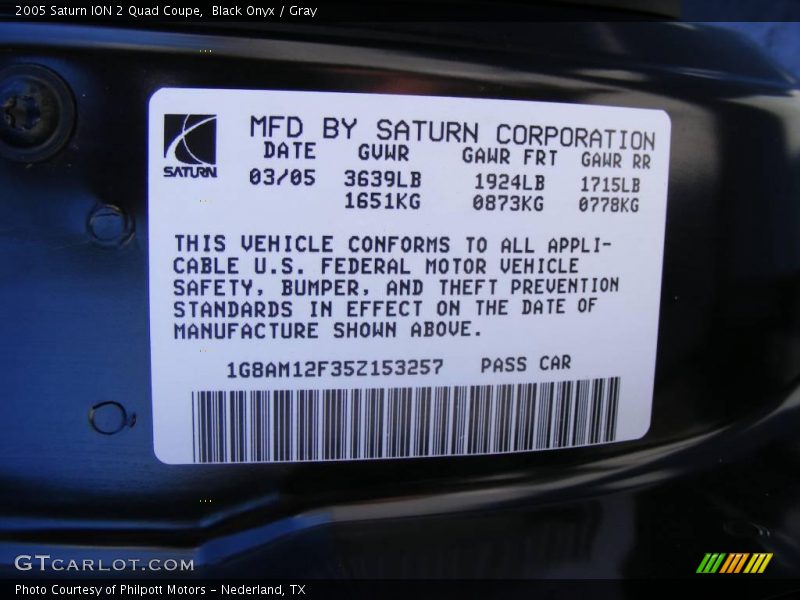 2005 Saturn ION 2 Quad Coupe, Black Onyx / Gray
MFD BY SATURN CORPORATION
SATURN
DATE GVWR GAWR FRT GAWR RR
03/05 3639LB 1924LB 1715LB
1651KG 0873KG 0778KG
THIS VEHICLE CONFORMS TO ALL APPLI-
CABLE U.S. FEDERAL MOTOR VEHICLE
SAFETY, BUMPER, AND THEFT PREVENTION
STANDARDS IN EFFECT ON THE DATE OF
MANUFACTURE SHOWN ABOVE.
1G8AM12F35Z153257 PASS CAR
GTCARLOT.COM
Photo Courtesy of Philpott Motors - Nederland, TX